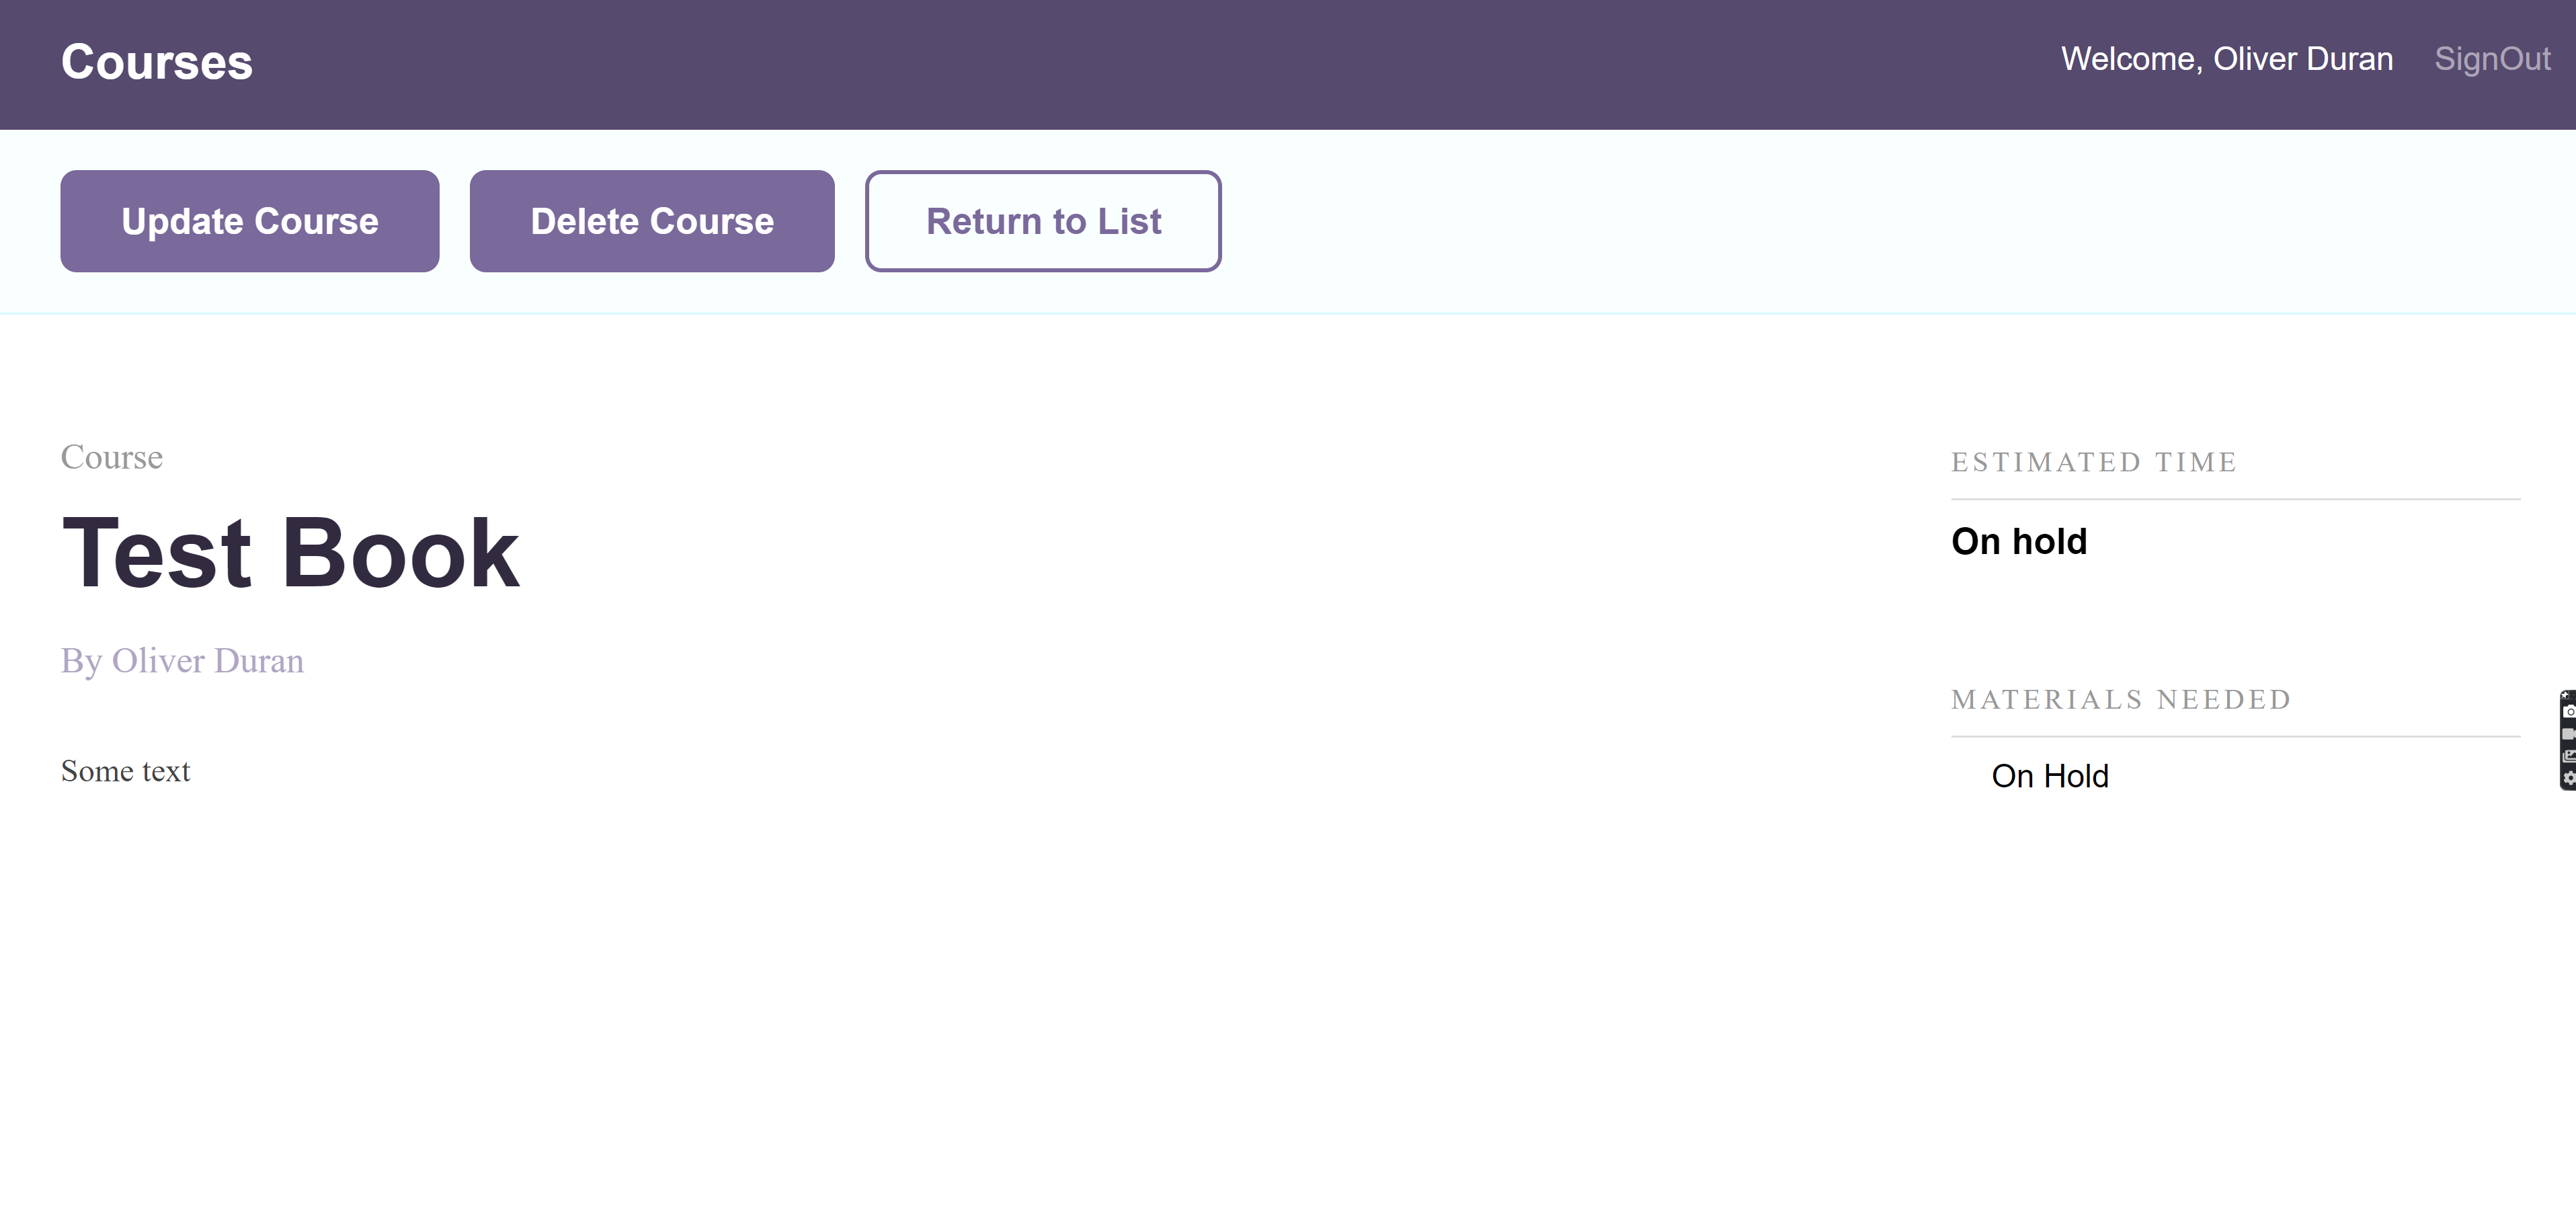 Courses
Welcome, Oliver Duran SignOut
Update Course Delete Course Return to List
Course
Test Book
By Oliver Duran
Some text
ESTIMATED TIME
On hold
MATERIALS NEEDED
On Hold